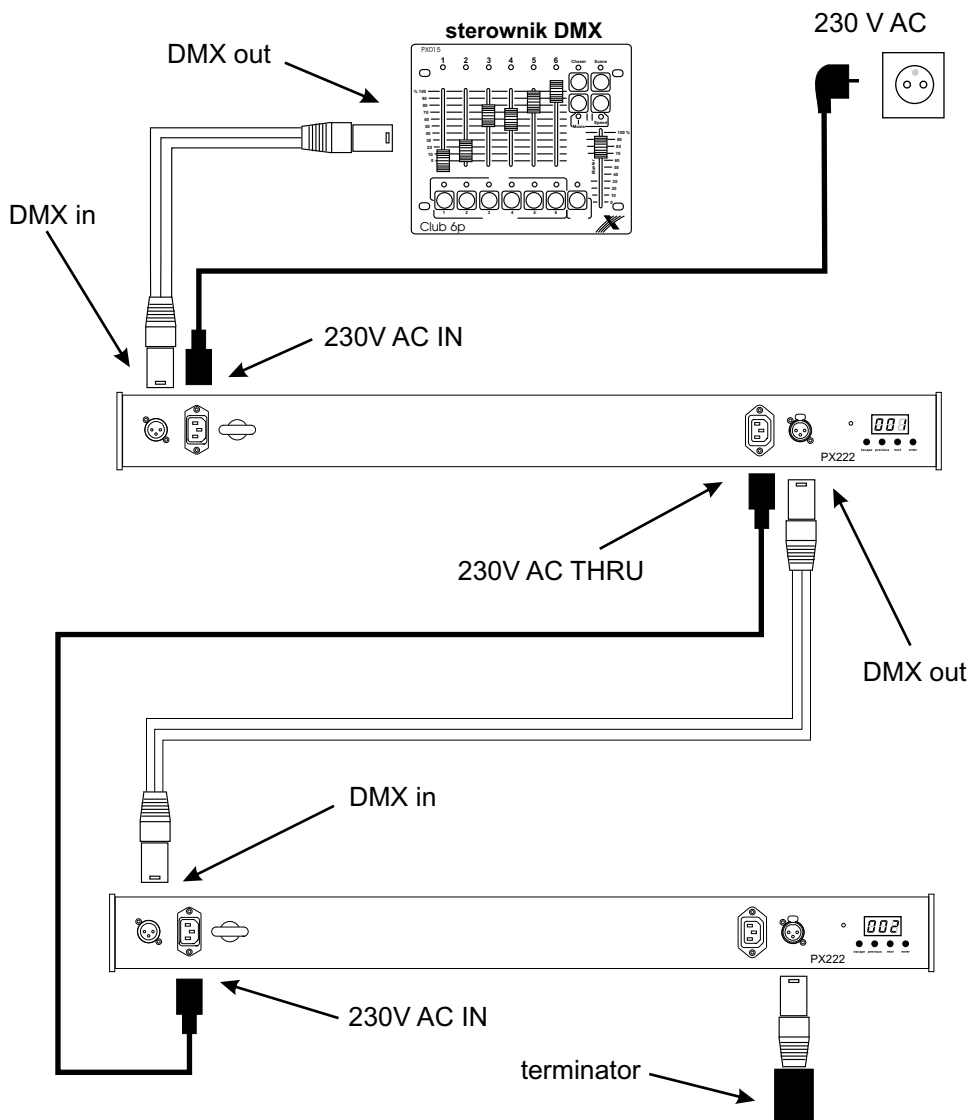 sterownik DMX
230 V AC
DMX out
PX015
1 2 3 4 5 6
Chaser Scene
% 100
90
80
70
60
50
40
30
20
10
0
Music
Speed
100 %
90
80
70
60
50
40
30
20
10
0
Master
1 2 3 4 5 6
Club 6p
X
DMX in
230V AC IN
001
escape previous next enter
PX222
230V AC THRU
DMX out
DMX in
002
escape previous next enter
PX222
230V AC IN
terminator